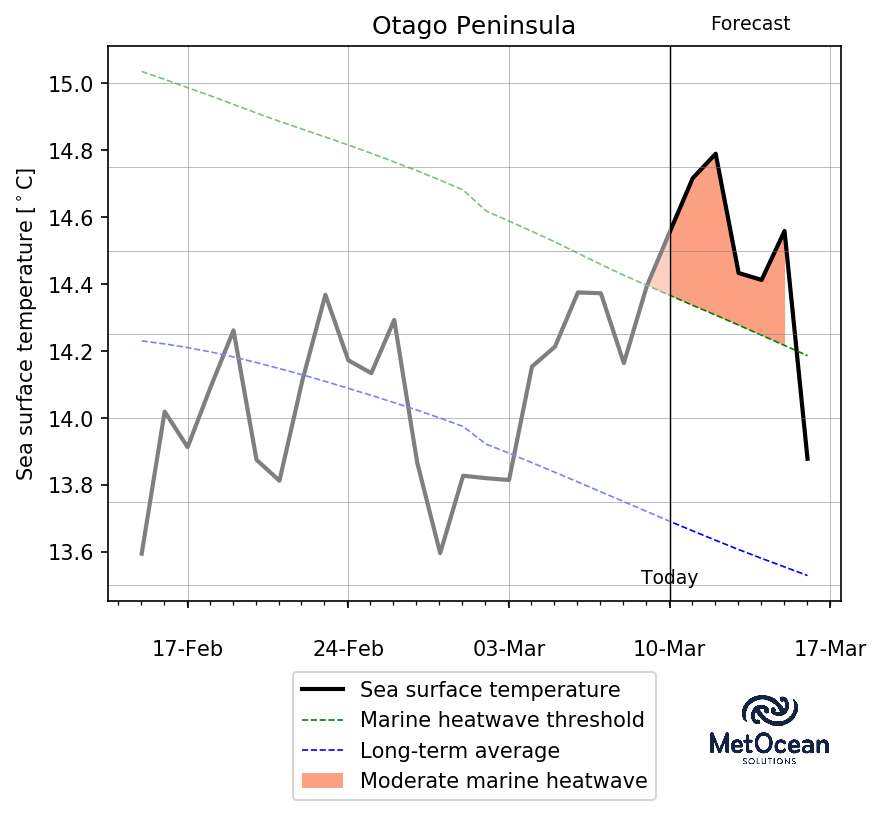 Otago Peninsula
Forecast
Sea surface temperature [°C]
15.0
14.8
14.6
14.4
14.2
14.0
13.8
13.6
Today
17-Feb
24-Feb
03-Mar
10-Mar
17-Mar
Sea surface temperature
Marine heatwave threshold
Long-term average
Moderate marine heatwave
MetOcean
SOLUTIONS